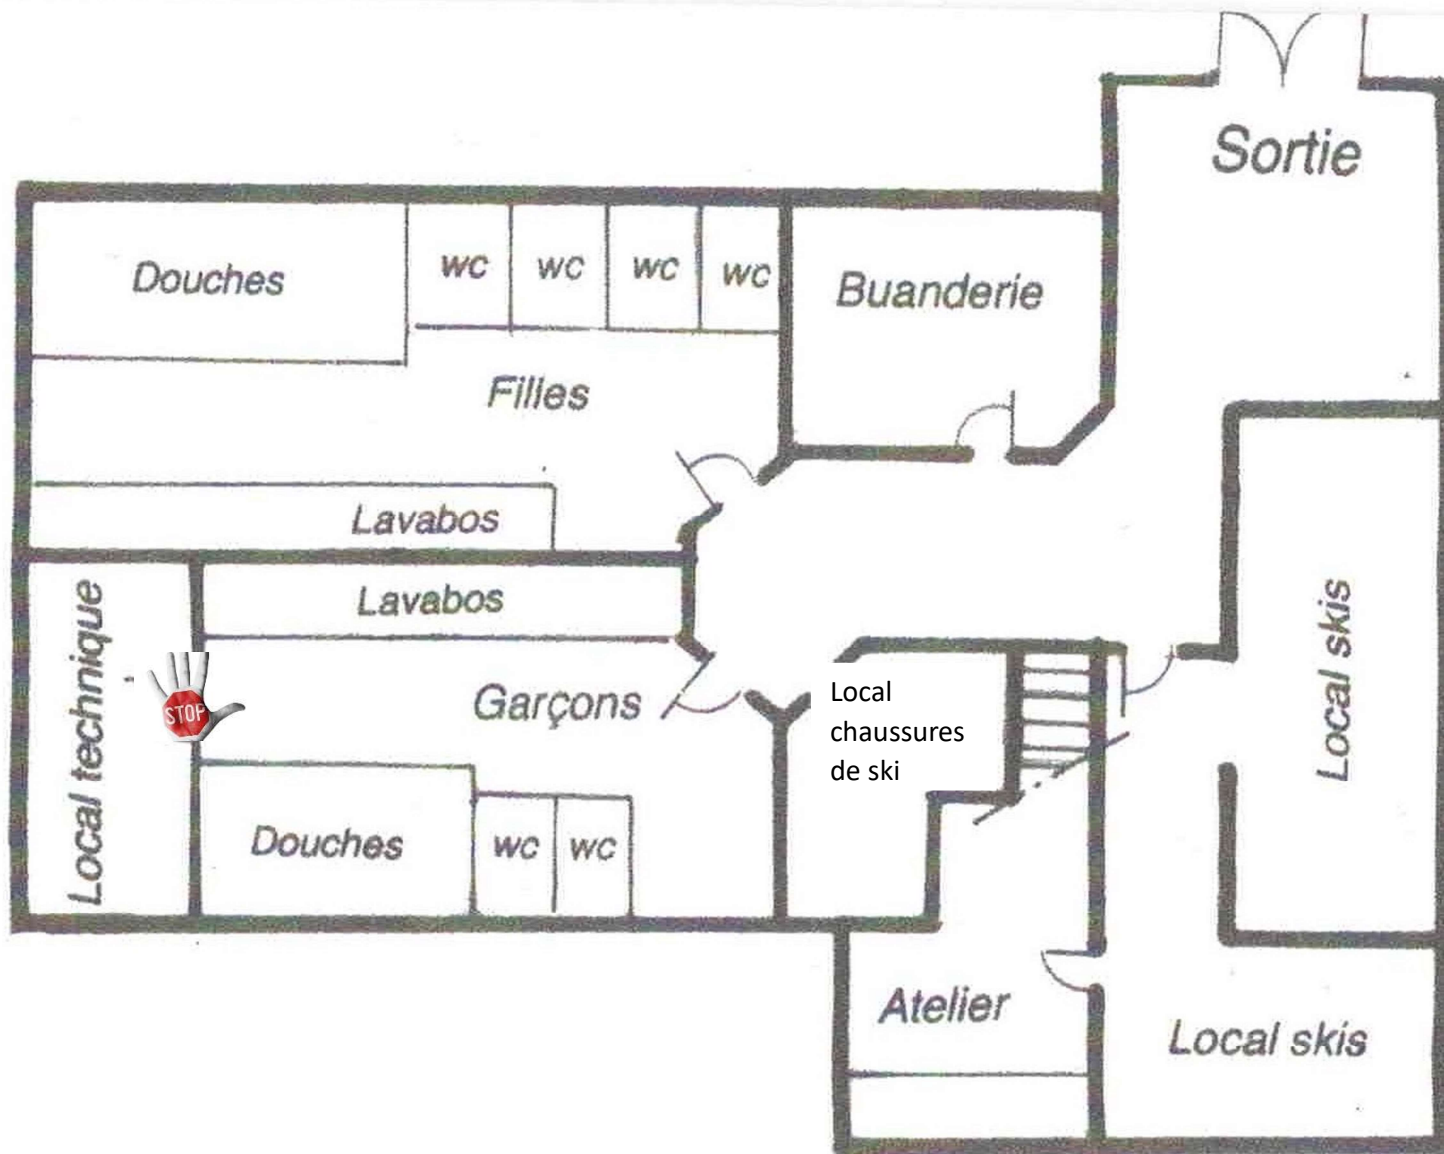 Sortie
Douches
wc
wc
wc
wc
Buanderie
Filles
Lavabos
Lavabos
Local technique
STOP
Garçons
Local
chaussures
de ski
Local skis
Douches
wc
wc
Atelier
Local skis